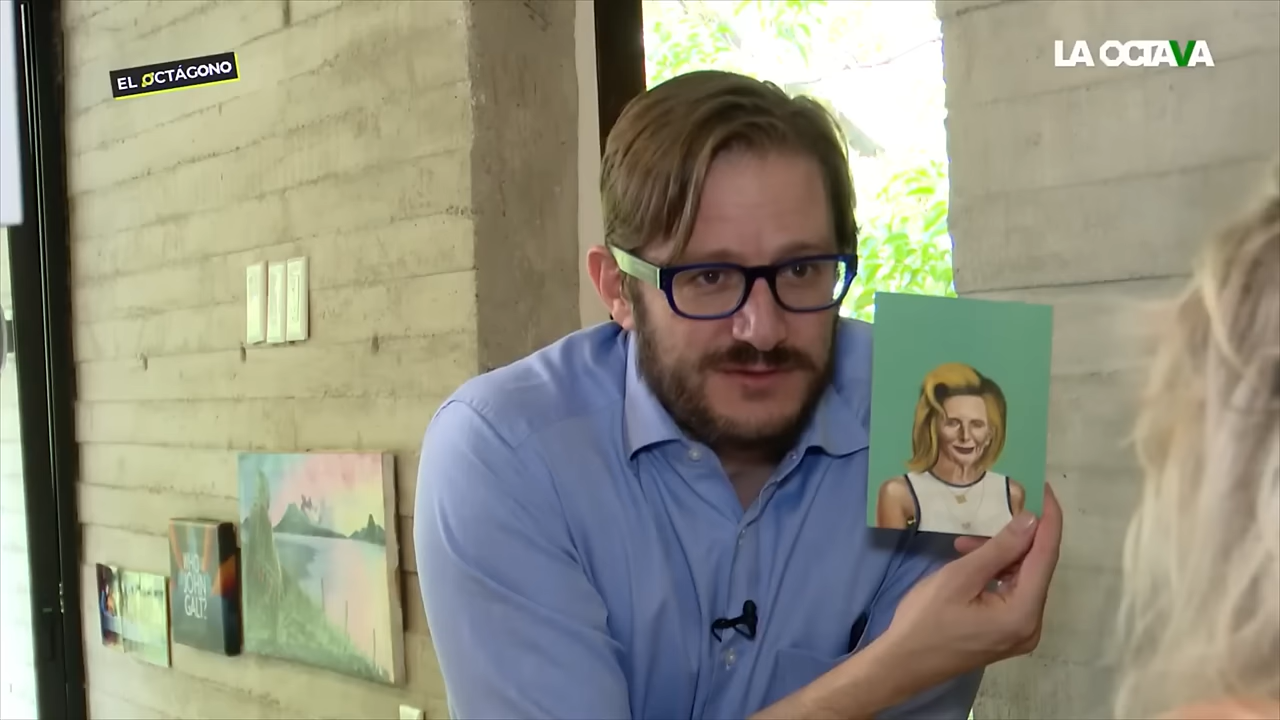 EL OCTÁGONO
LA OCTAVA
WHO
IS
JOHN
GALT?